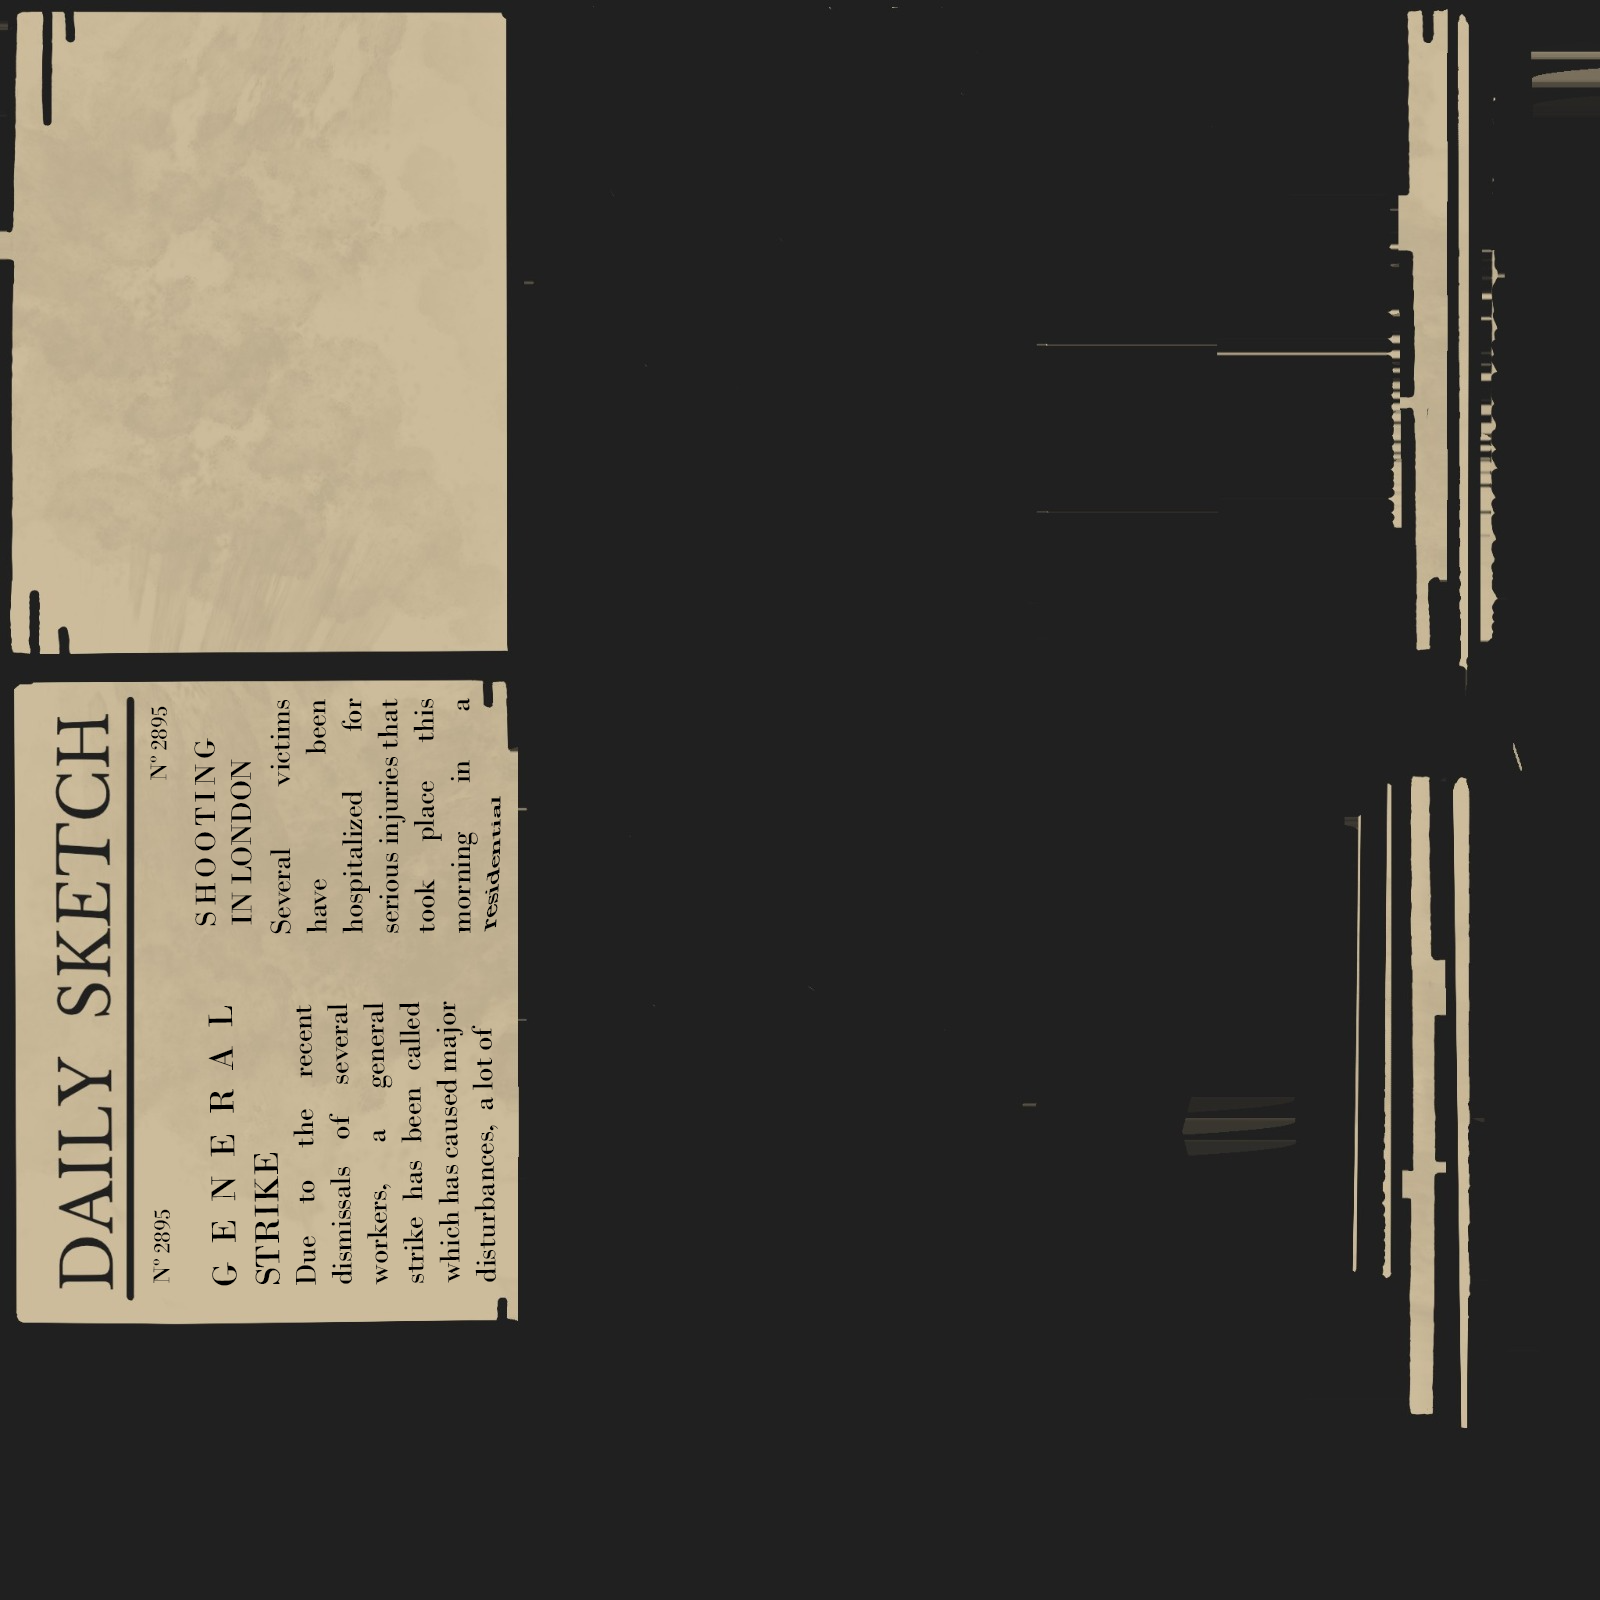 DAILY SKETCH
Nº 2895
Nº 2895
GENERAL
STRIKE
Due to the recent
dismissals of several
workers, a general
strike has been called
which has caused major
disturbances, a lot of
SHOOTING
IN LONDON
Several victims
have been
hospitalized for
serious injuries that
took place this
morning in a
residential